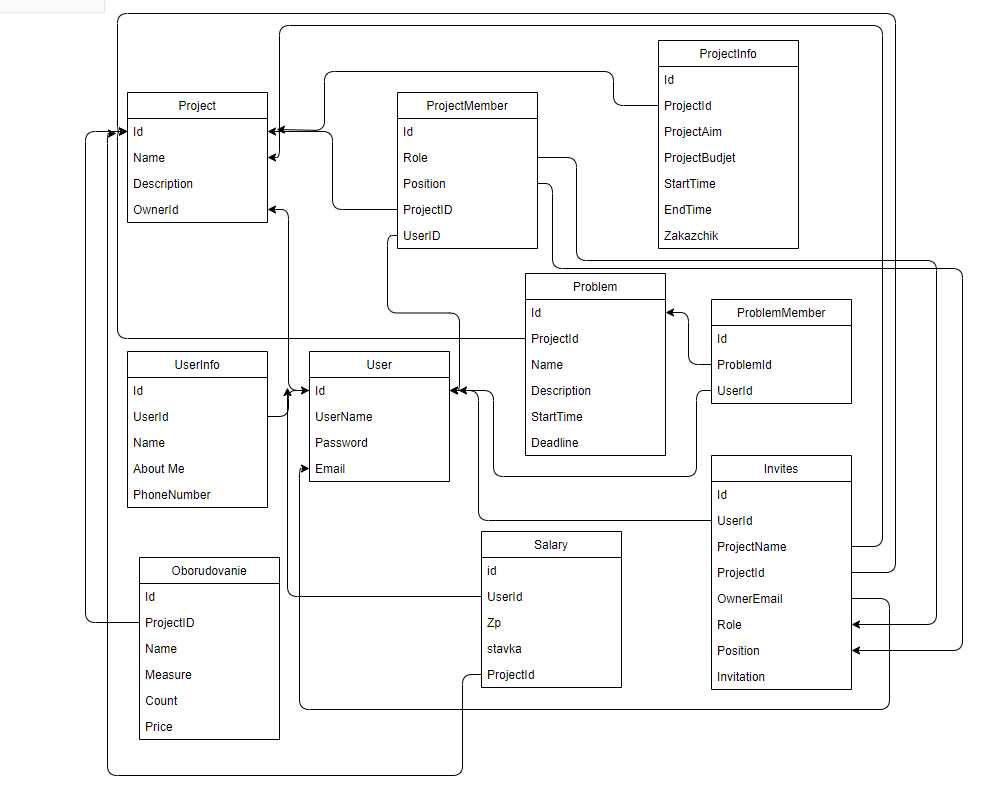 ProjectInfo
Id
ProjectId
ProjectAim
ProjectBudjet
StartTime
EndTime
Zakazchik
Project
Id
Name
Description
OwnerId
ProjectMember
Id
Role
Position
ProjectID
UserID
Problem
Id
ProjectId
Name
Description
StartTime
Deadline
ProblemMember
Id
ProblemId
UserId
UserInfo
Id
UserId
Name
About Me
PhoneNumber
User
Id
UserName
Password
Email
Invites
Id
UserId
ProjectName
ProjectId
OwnerEmail
Role
Position
Invitation
Salary
id
UserId
Zp
stavka
ProjectId
Oborudovanie
Id
ProjectID
Name
Measure
Count
Price